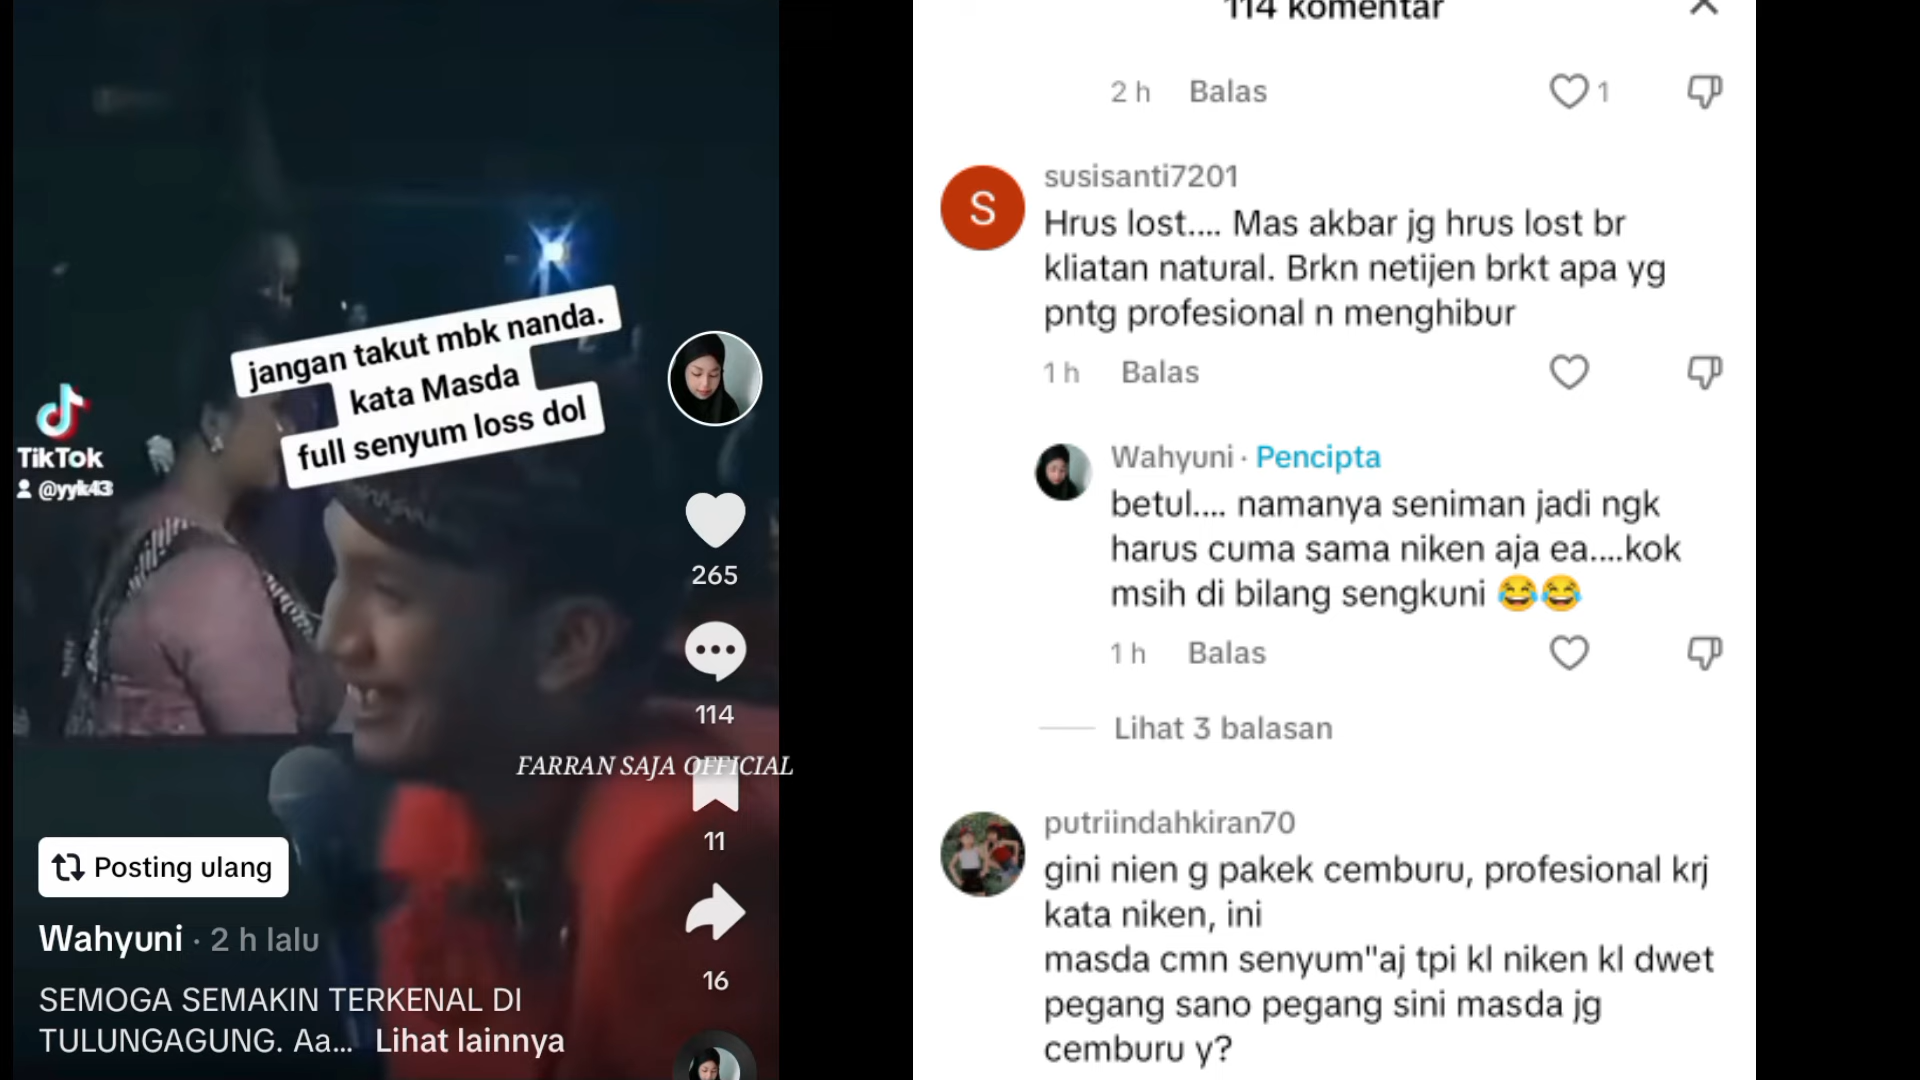 jangan takut mbk nanda.
kata Masda
full senyum loss dol
TikTok
@yyk43
265
114
FARRAN SAJA OFFICIAL
11
Posting ulang
Wahyuni · 2 h lalu
16
SEMOGA SEMAKIN TERKENAL DI
TULUNGAGUNG. Aa... Lihat lainnya
114 komentar
2 h Balas 1
S
susisanti7201
Hrus lost.... Mas akbar jg hrus lost br
kliatan natural. Brkn netijen brkt apa yg
pntg profesional n menghibur
1 h Balas
Wahyuni · Pencipta
betul.... namanya seniman jadi ngk
harus cuma sama niken aja ea....kok
msih di bilang sengkuni 😂😂
1 h Balas
Lihat 3 balasan
putriindahkiran70
gini nien g pakek cemburu, profesional krj
kata niken, ini
masda cmn senyum"aj tpi kl niken kl dwet
pegang sano pegang sini masda jg
cemburu y?